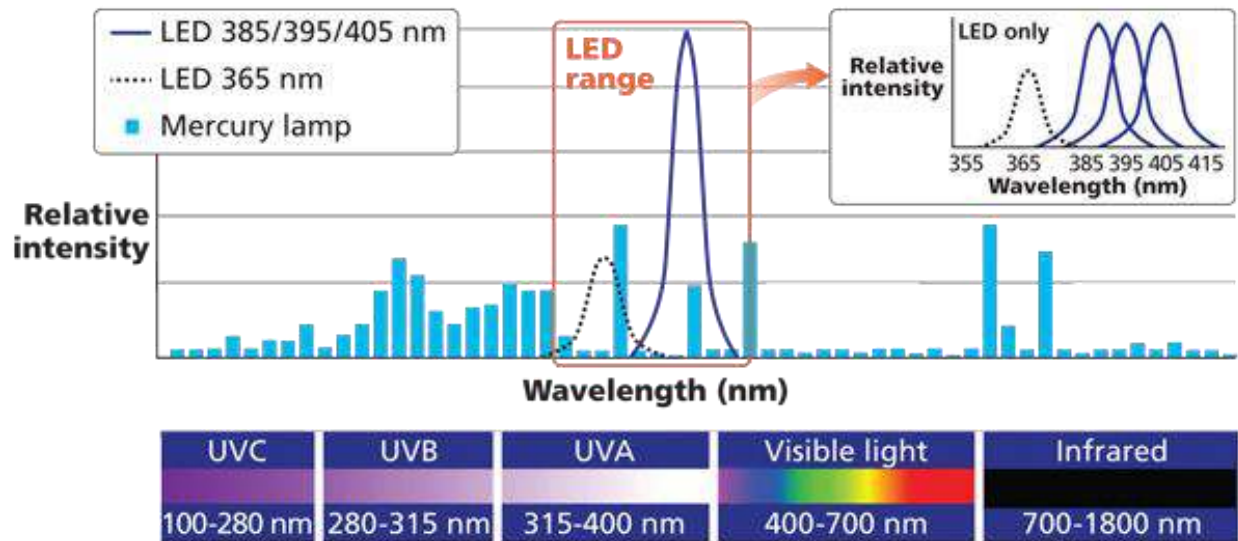 LED 385/395/405 nm
LED 365 nm
Mercury lamp
LED
range
LED only
Relative
intensity
355 365 385 395 405 415
Wavelength (nm)
Relative
intensity
Wavelength (nm)
UVC UVB UVA Visible light Infrared
100-280 nm 280-315 nm 315-400 nm 400-700 nm 700-1800 nm